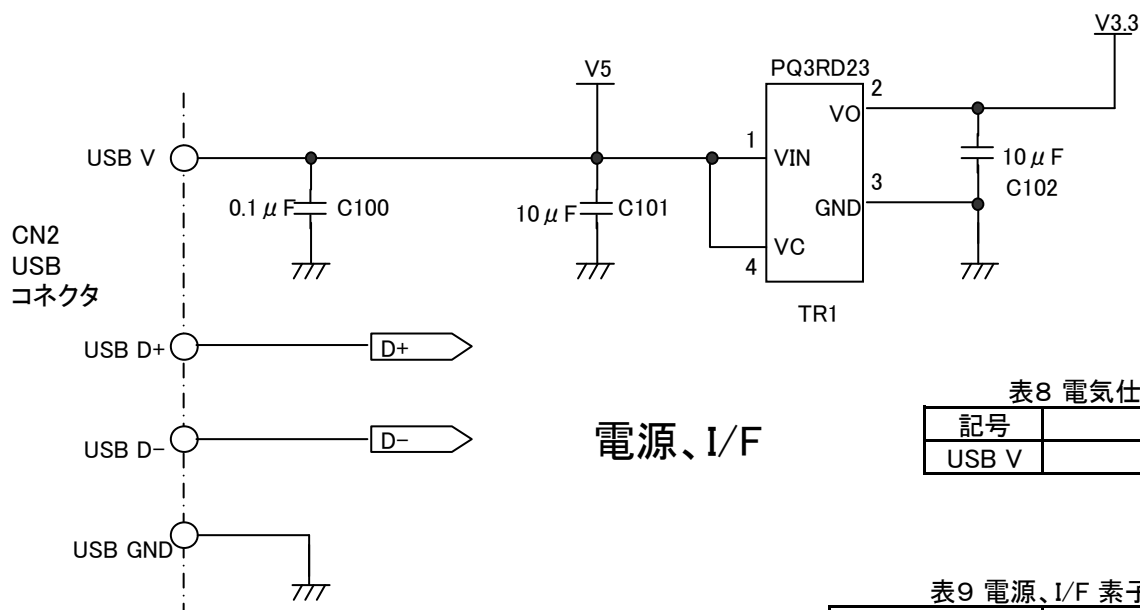 V3.3
V5
PQ3RD23
2
VO
1
USB V
VIN
10μF
C102
0.1μF
C100
10μF
C101
3
GND
VC
4
CN2
USB
コネクタ
TR1
USB D+
D+
表8 電気仕
記号
USB V
電源、I/F
USB D-
D-
USB GND
表9 電源、I/F 素子